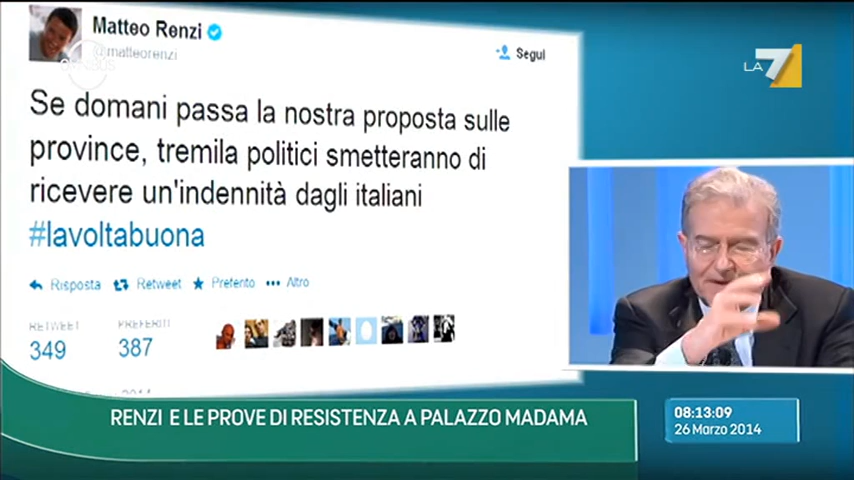 Matteo Renzi
@matteorenzi
Segui
LA 7
Se domani passa la nostra proposta sulle
province, tremila politici smetteranno di
ricevere un'indennità dagli italiani
#lavoltabuona
Risposta Retweet Preferito Altro
RETWEET PREFERITI
349 387
RENZI E LE PROVE DI RESISTENZA A PALAZZO MADAMA
08:13:09
26 Marzo 2014